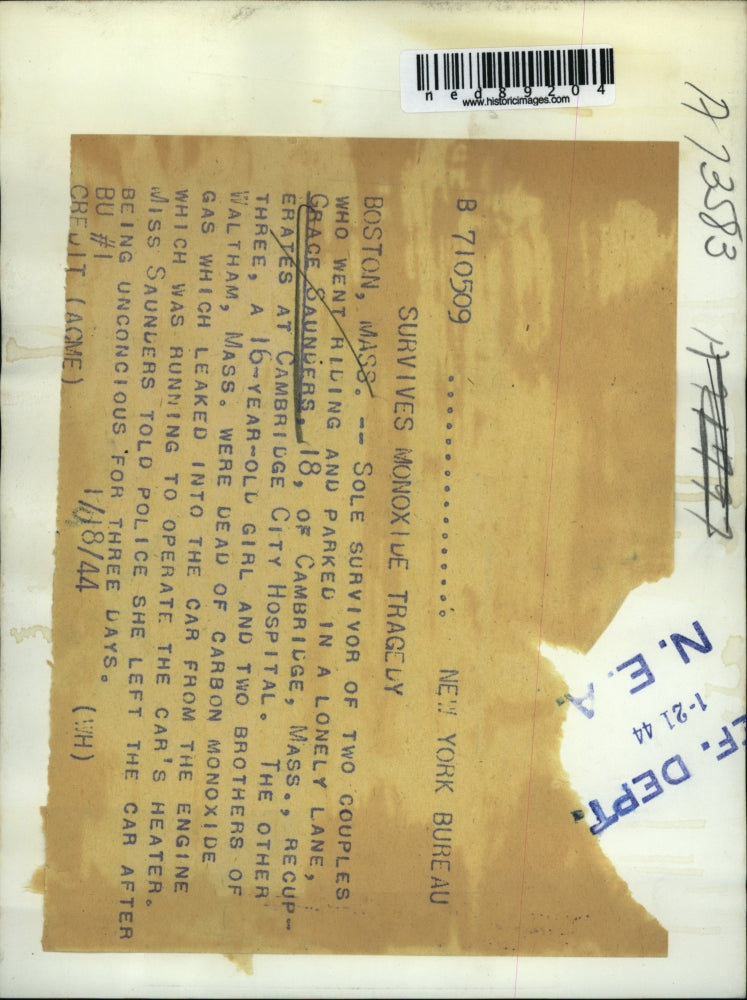 ned89204
www.historicimages.com
A 73583
B 710509 . . . . . . . . . . . . . . . . . NEW YORK BUREAU
SURVIVES MONOXIDE TRAGEDY
BOSTON, MASS. -- SOLE SURVIVOR OF TWO COUPLES
WHO WENT RIDING AND PARKED IN A LONELY LANE,
GRACE SAUNDERS, 18, OF CAMBRIDGE, MASS., RECUP-
ERATES AT CAMBRIDGE CITY HOSPITAL. THE OTHER
THREE, A 16-YEAR-OLD GIRL AND TWO BROTHERS OF
WALTHAM, MASS. WERE DEAD OF CARBON MONOXIDE
GAS WHICH LEAKED INTO THE CAR FROM THE ENGINE
WHICH WAS RUNNING TO OPERATE THE CAR'S HEATER.
MISS SAUNDERS TOLD POLICE SHE LEFT THE CAR AFTER
BEING UNCONCIOUS FOR THREE DAYS.
BU #1
CREDIT (ACME) 1/18/44 (WH)
EF. DEPT.
1-21 44
N. E. A.